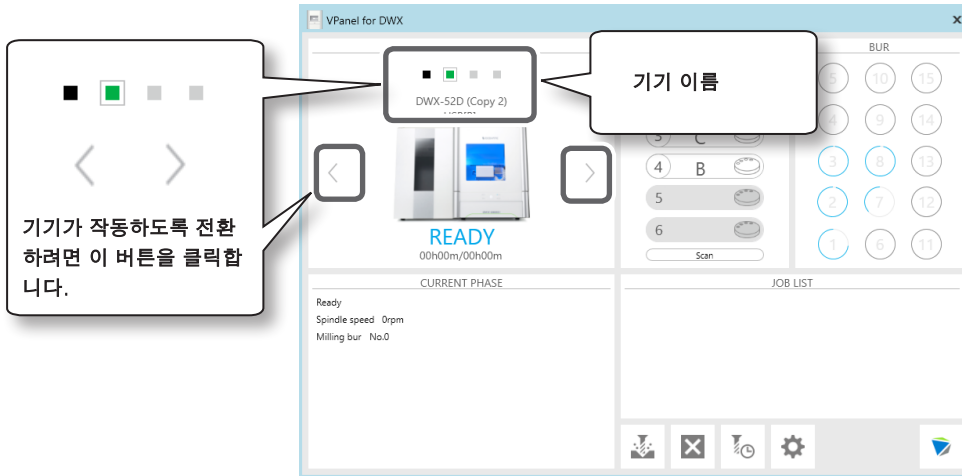 VPanel for DWX
x
기기가 작동하도록 전환
하려면 이 버튼을 클릭합
니다.
DWX-52D (Copy 2)
기기 이름
READY
00h00m/00h00m
3 C
4 B
5
6
Scan
BUR
5 10 15
4 9 14
3 8 13
2 7 12
1 6 11
CURRENT PHASE
Ready
Spindle speed 0rpm
Milling bur No.0
JOB LIST